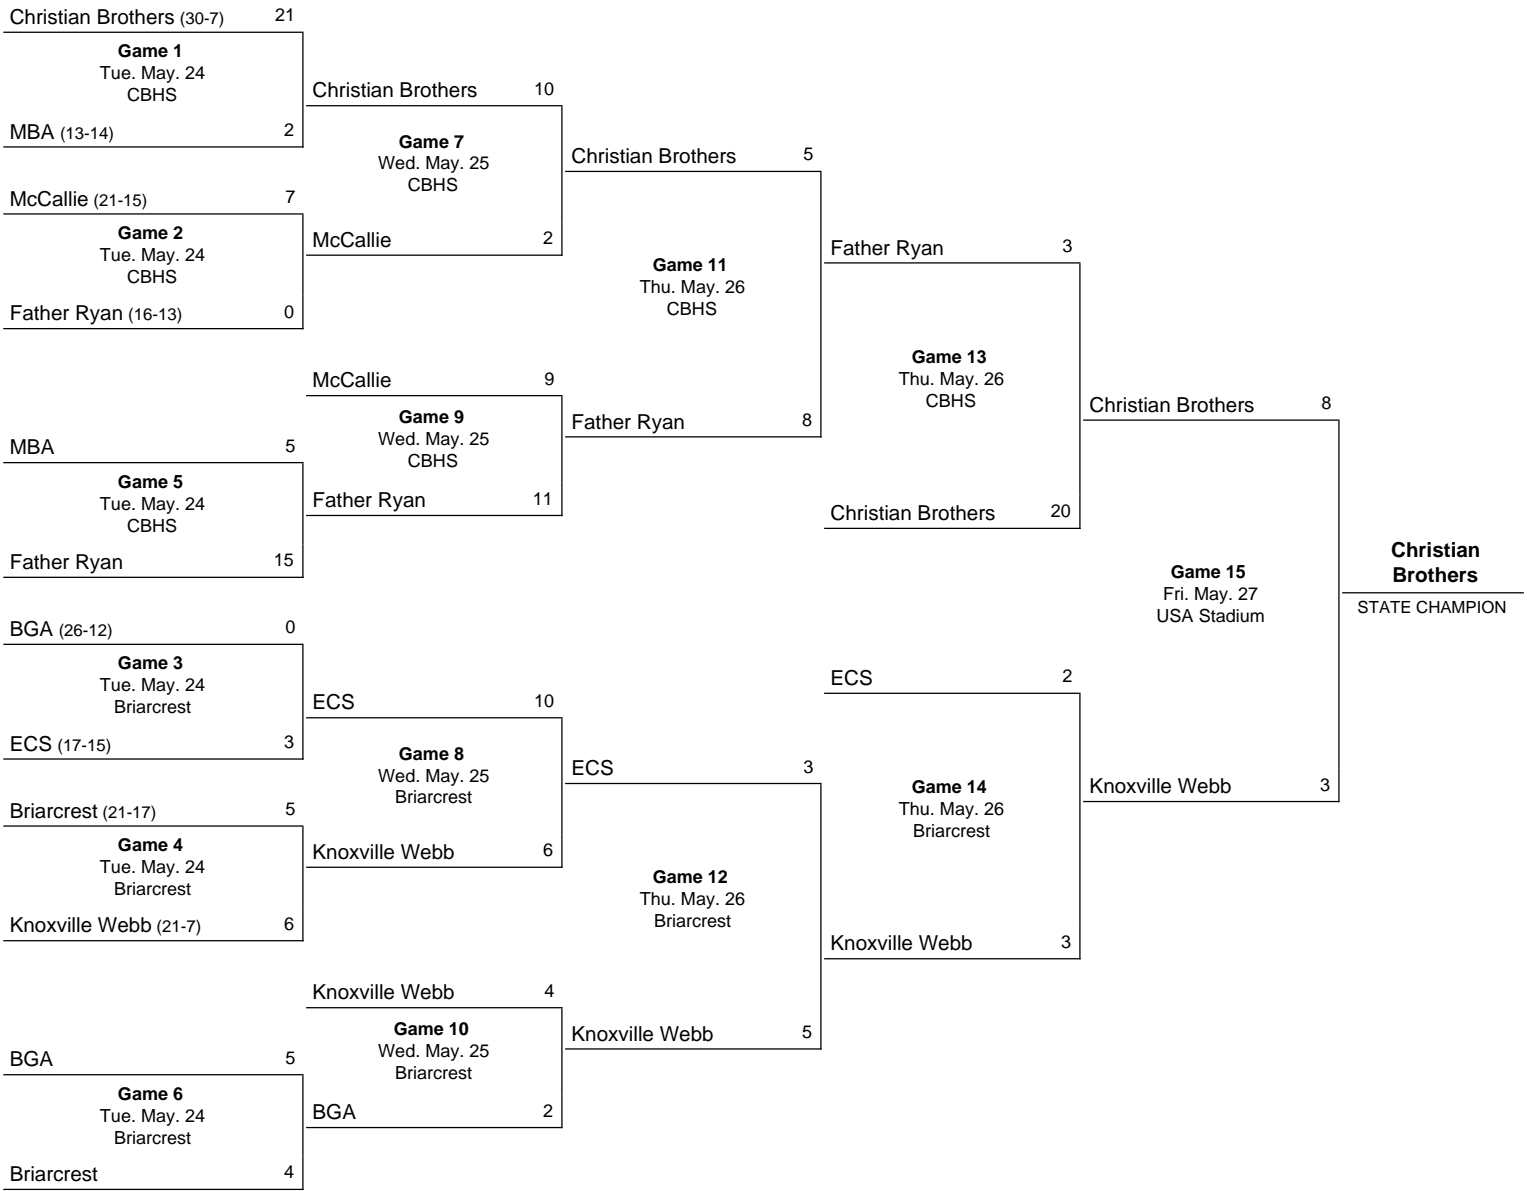 Christian Brothers (30-7) 21
Game 1
Tue. May. 24
CBHS
MBA (13-14) 2
McCallie (21-15) 7
Game 2
Tue. May. 24
CBHS
Father Ryan (16-13) 0
MBA 5
Game 5
Tue. May. 24
CBHS
Father Ryan 15
BGA (26-12) 0
Game 3
Tue. May. 24
Briarcrest
ECS (17-15) 3
Briarcrest (21-17) 5
Game 4
Tue. May. 24
Briarcrest
Knoxville Webb (21-7) 6
BGA 5
Game 6
Tue. May. 24
Briarcrest
Briarcrest 4
Christian Brothers 10
Game 7
Wed. May. 25
CBHS
McCallie 2
McCallie 9
Game 9
Wed. May. 25
CBHS
Father Ryan 11
ECS 10
Game 8
Wed. May. 25
Briarcrest
Knoxville Webb 6
Knoxville Webb 4
Game 10
Wed. May. 25
Briarcrest
BGA 2
Christian Brothers 5
Game 11
Thu. May. 26
CBHS
Father Ryan 8
ECS 3
Game 12
Thu. May. 26
Briarcrest
Knoxville Webb 5
Father Ryan 3
Game 13
Thu. May. 26
CBHS
Christian Brothers 20
ECS 2
Game 14
Thu. May. 26
Briarcrest
Knoxville Webb 3
Christian Brothers 8
Game 15
Fri. May. 27
USA Stadium
Knoxville Webb 3
Christian
Brothers
STATE CHAMPION